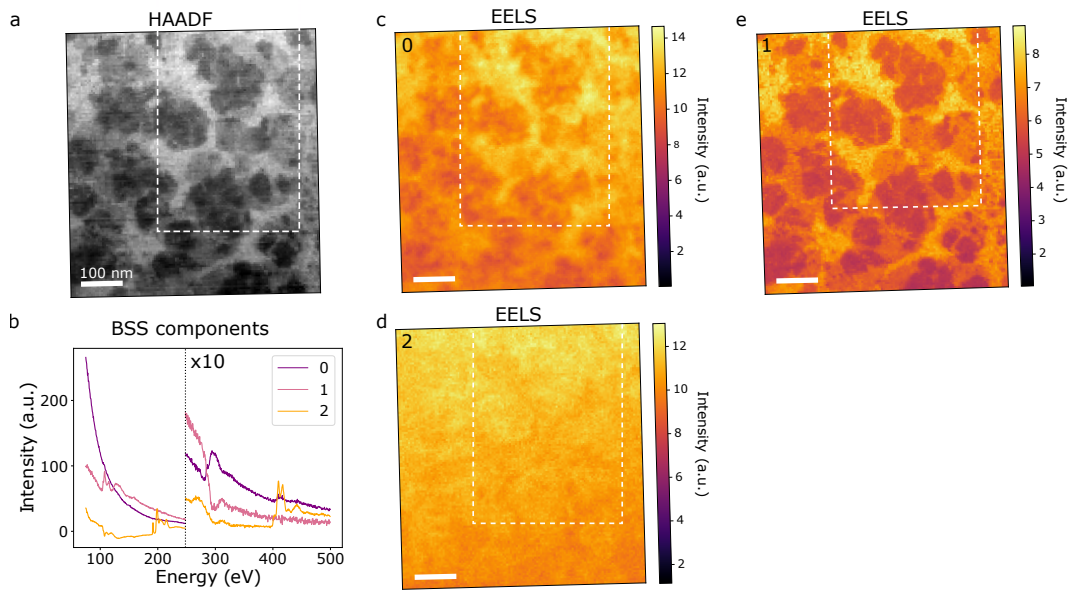 a
HAADF
100 nm
b
BSS components
x10
0
1
2
Intensity (a.u.)
200
100
0
100
200
300
400
500
Energy (eV)
c
EELS
0
14
12
10
8
6
4
2
Intensity (a.u.)
d
EELS
2
12
10
8
6
4
2
Intensity (a.u.)
e
EELS
1
8
7
6
5
4
3
2
Intensity (a.u.)